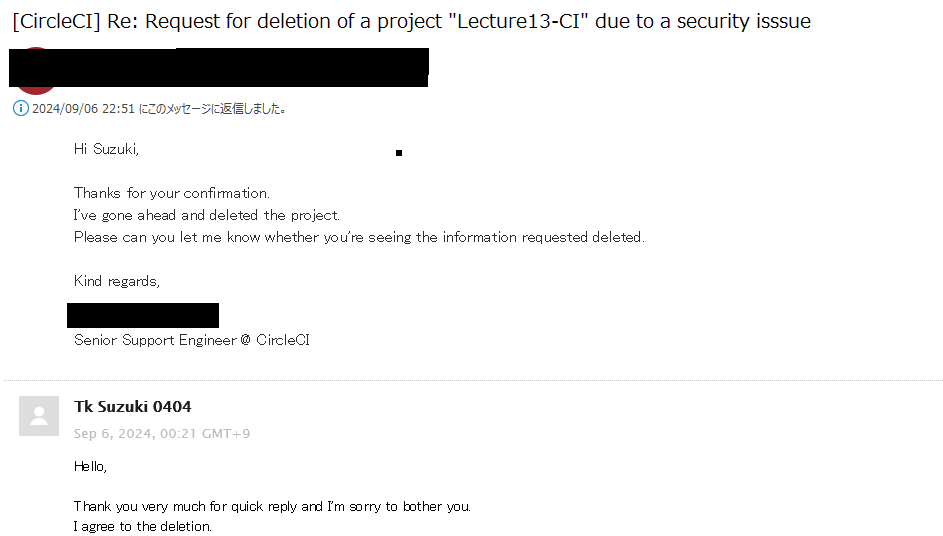 [CircleCI] Re: Request for deletion of a project "Lecture13-CI" due to a security isssue
2024/09/06 22:51 にこのメッセージに返信しました。
Hi Suzuki,
Thanks for your confirmation.
I've gone ahead and deleted the project.
Please can you let me know whether you're seeing the information requested deleted.
Kind regards,
Senior Support Engineer @ CircleCI
Tk Suzuki 0404
Sep 6, 2024, 00:21 GMT+9
Hello,
Thank you very much for quick reply and I'm sorry to bother you.
I agree to the deletion.